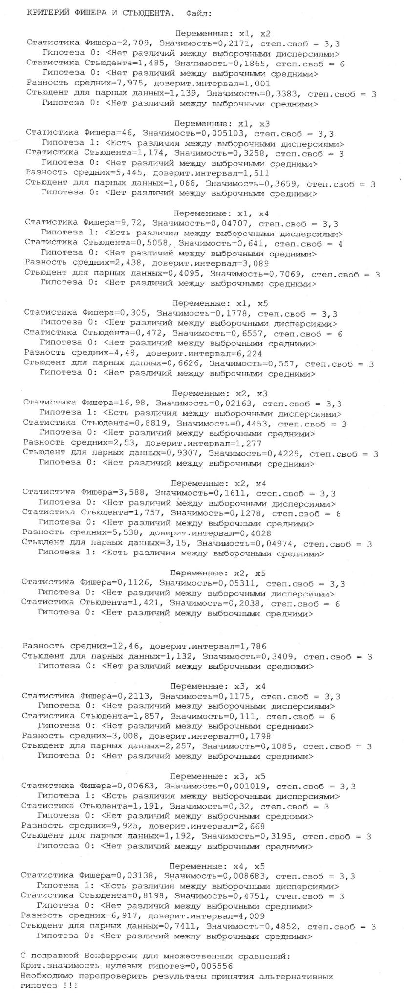 КРИТЕРИЙ ФИШЕРА И СТЬЮДЕНТА. Файл:
Переменные: x1, x2
Статистика Фишера=2,709, Значимость=0,2171, степ.своб = 3,3
Гипотеза 0: <Нет различий между выборочными дисперсиями>
Статистика Стьюдента=1,485, Значимость=0,1865, степ.своб = 6
Гипотеза 0: <Нет различий между выброчными средними>
Разность средних=7,975, доверит.интервал=1,001
Стьюдент для парных данных=1,139, Значимость=0,3383, степ.своб = 3
Гипотеза 0: <Нет различий между выброчными средними>
Переменные: x1, x3
Статистика Фишера=46, Значимость=0,005103, степ.своб = 3,3
Гипотеза 1: <Есть различия между выборочными дисперсиями>
Статистика Стьюдента=1,174, Значимость=0,3258, степ.своб = 3
Гипотеза 0: <Нет различий между выброчными средними>
Разность средних=5,445, доверит.интервал=1,511
Стьюдент для парных данных=1,066, Значимость=0,3659, степ.своб = 3
Гипотеза 0: <Нет различий между выброчными средними>
Переменные: x1, x4
Статистика Фишера=9,72, Значимость=0,04707, степ.своб = 3,3
Гипотеза 1: <Есть различия между выборочными дисперсиями>
Статистика Стьюдента=0,5058, Значимость=0,641, степ.своб = 4
Гипотеза 0: <Нет различий между выброчными средними>
Разность средних=2,438, доверит.интервал=3,089
Стьюдент для парных данных=0,4095, Значимость=0,7069, степ.своб = 3
Гипотеза 0: <Нет различий между выброчными средними>
Переменные: x1, x5
Статистика Фишера=0,305, Значимость=0,1778, степ.своб = 3,3
Гипотеза 0: <Нет различий между выборочными дисперсиями>
Статистика Стьюдента=0,472, Значимость=0,6557, степ.своб = 6
Гипотеза 0: <Нет различий между выброчными средними>
Разность средних=4,48, доверит.интервал=6,224
Стьюдент для парных данных=0,6626, Значимость=0,557, степ.своб = 3
Гипотеза 0: <Нет различий между выброчными средними>
Переменные: x2, x3
Статистика Фишера=16,98, Значимость=0,02163, степ.своб = 3,3
Гипотеза 1: <Есть различия между выборочными дисперсиями>
Статистика Стьюдента=0,8819, Значимость=0,4453, степ.своб = 3
Гипотеза 0: <Нет различий между выброчными средними>
Разность средних=2,53, доверит.интервал=1,277
Стьюдент для парных данных=0,9307, Значимость=0,4229, степ.своб = 3
Гипотеза 0: <Нет различий между выброчными средними>
Переменные: x2, x4
Статистика Фишера=3,588, Значимость=0,1611, степ.своб = 3,3
Гипотеза 0: <Нет различий между выборочными дисперсиями>
Статистика Стьюдента=1,757, Значимость=0,1278, степ.своб = 6
Гипотеза 0: <Нет различий между выброчными средними>
Разность средних=5,538, доверит.интервал=0,4028
Стьюдент для парных данных=3,15, Значимость=0,04974, степ.своб = 3
Гипотеза 1: <Есть различия между выборочными средними>
Переменные: x2, x5
Статистика Фишера=0,1126, Значимость=0,05311, степ.своб = 3,3
Гипотеза 0: <Нет различий между выборочными дисперсиями>
Статистика Стьюдента=1,421, Значимость=0,2038, степ.своб = 6
Гипотеза 0: <Нет различий между выброчными средними>
Разность средних=12,46, доверит.интервал=1,786
Стьюдент для парных данных=1,132, Значимость=0,3409, степ.своб = 3
Гипотеза 0: <Нет различий между выброчными средними>
Переменные: x3, x4
Статистика Фишера=0,2113, Значимость=0,1175, степ.своб = 3,3
Гипотеза 0: <Нет различий между выборочными дисперсиями>
Статистика Стьюдента=1,857, Значимость=0,111, степ.своб = 6
Гипотеза 0: <Нет различий между выброчными средними>
Разность средних=3,008, доверит.интервал=0,1798
Стьюдент для парных данных=2,257, Значимость=0,1085, степ.своб = 3
Гипотеза 0: <Нет различий между выброчными средними>
Переменные: x3, x5
Статистика Фишера=0,00663, Значимость=0,001019, степ.своб = 3,3
Гипотеза 1: <Есть различия между выборочными дисперсиями>
Статистика Стьюдента=1,191, Значимость=0,32, степ.своб = 3
Гипотеза 0: <Нет различий между выброчными средними>
Разность средних=9,925, доверит.интервал=2,668
Стьюдент для парных данных=1,192, Значимость=0,3195, степ.своб = 3
Гипотеза 0: <Нет различий между выброчными средними>
Переменные: x4, x5
Статистика Фишера=0,03138, Значимость=0,008683, степ.своб = 3,3
Гипотеза 1: <Есть различия между выборочными дисперсиями>
Статистика Стьюдента=0,8198, Значимость=0,4751, степ.своб = 3
Гипотеза 0: <Нет различий между выброчными средними>
Разность средних=6,917, доверит.интервал=4,009
Стьюдент для парных данных=0,7411, Значимость=0,4852, степ.своб = 3
Гипотеза 0: <Нет различий между выброчными средними>
С поправкой Бонферрони для множественных сравнений:
Крит.значимость нулевых гипотез=0,005556
Необходимо перепроверить результаты принятия альтернативных
гипотез !!!